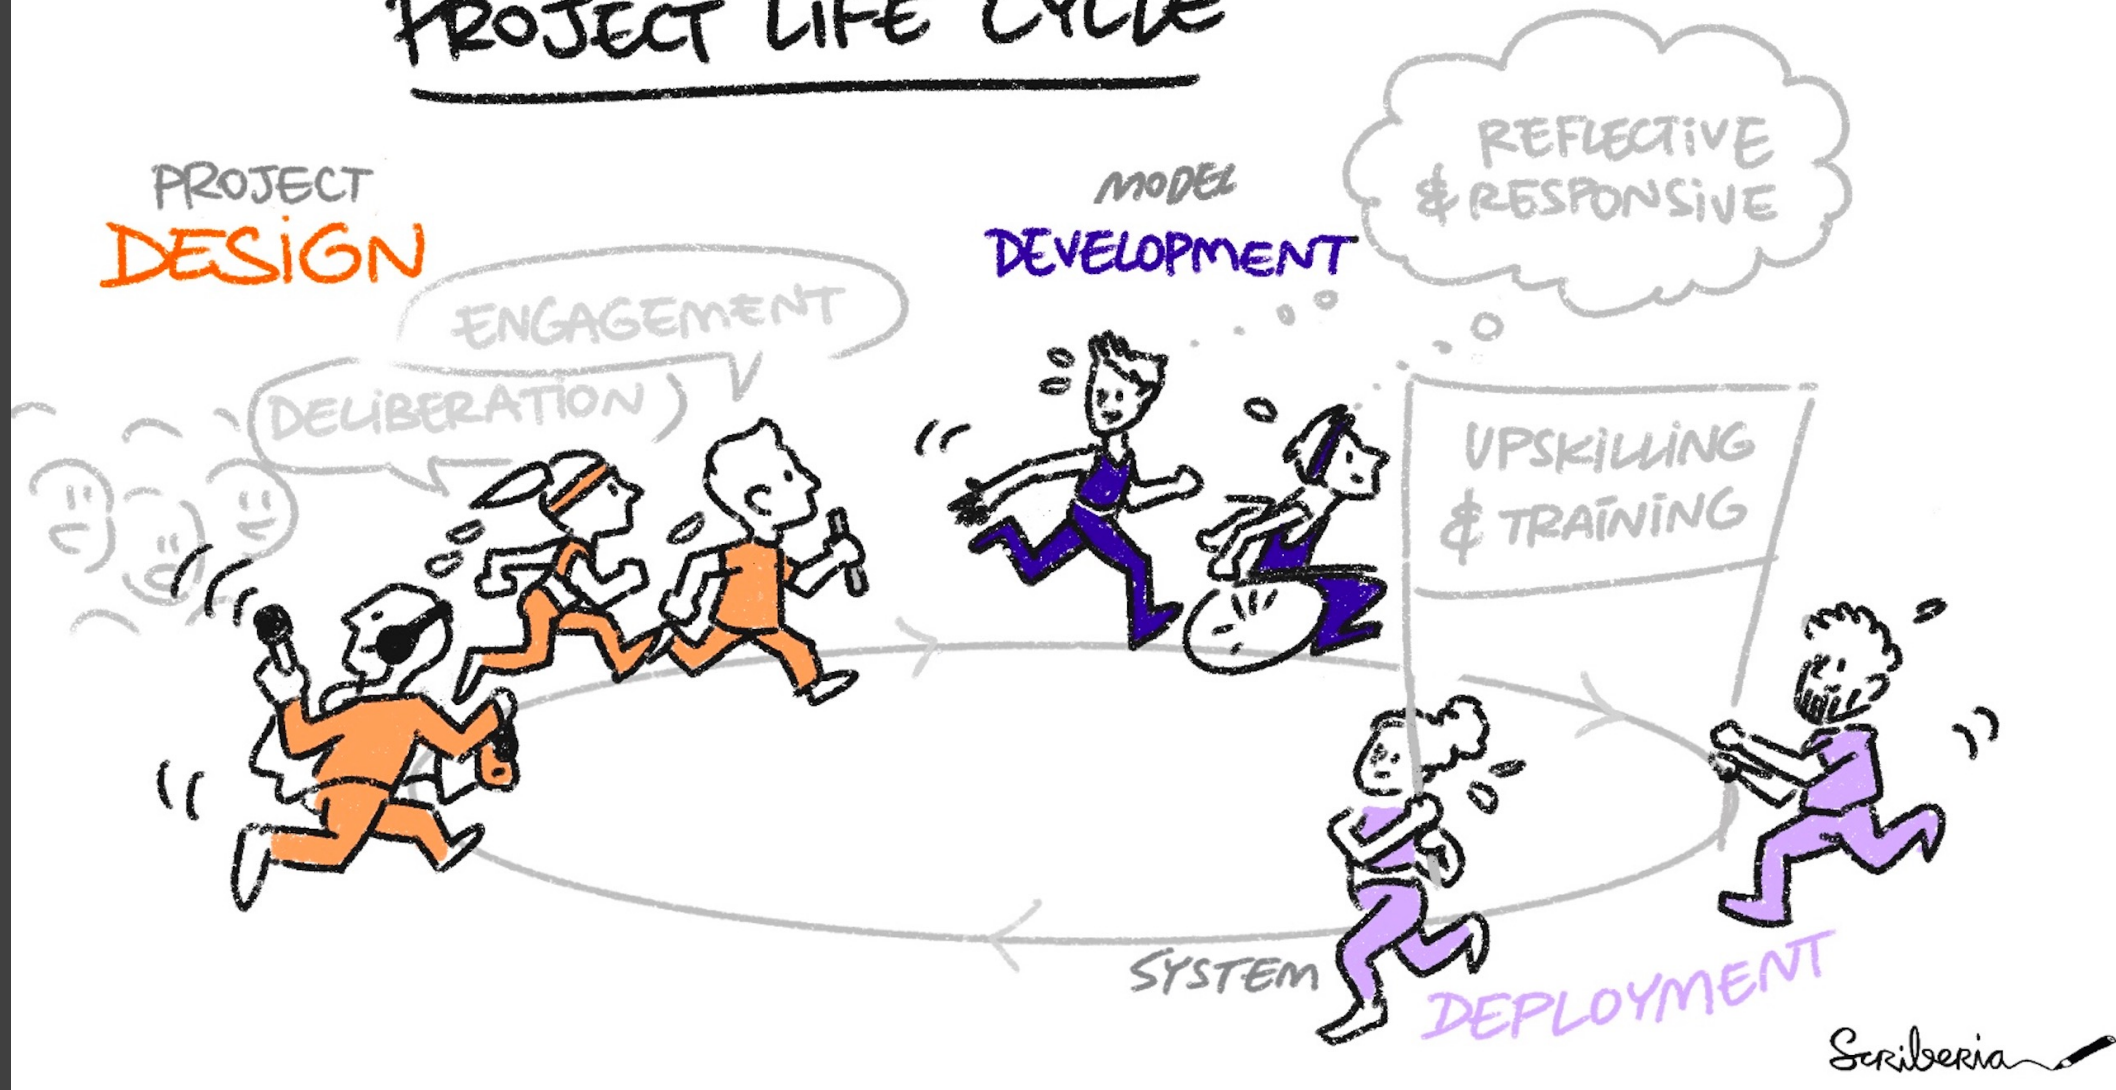 PROJECT LIFE CYCLE
PROJECT
DESIGN
MODEL
DEVELOPMENT
REFLECTIVE
& RESPONSIVE
ENGAGEMENT
DELIBERATION
UPSKILLING
& TRAINING
SYSTEM
DEPLOYMENT
Scriberia